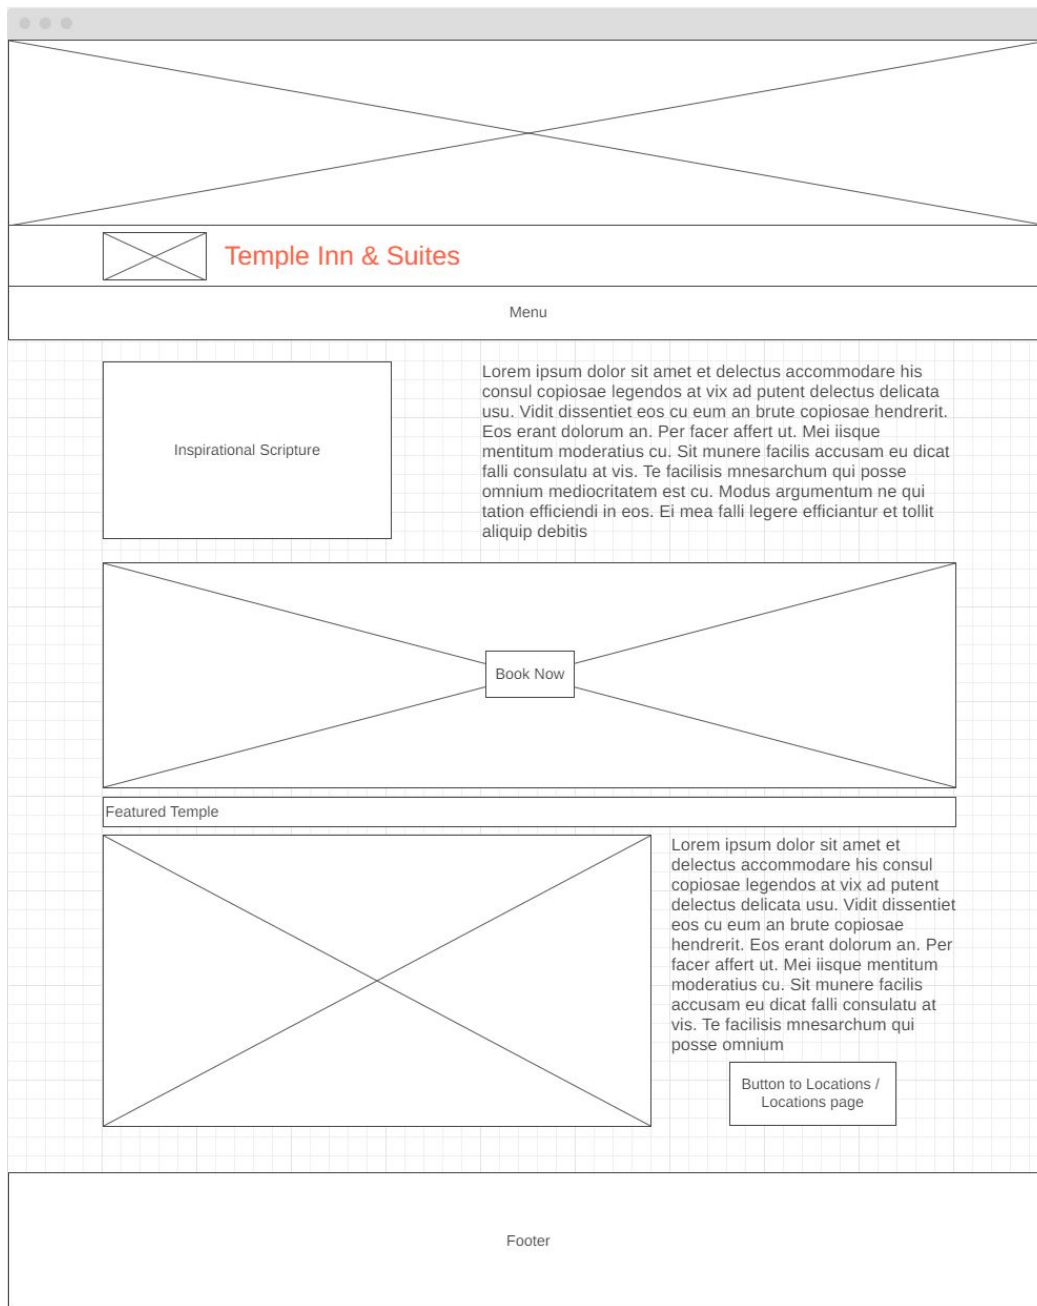 Temple Inn & Suites
Menu
Inspirational Scripture
Lorem ipsum dolor sit amet et delectus accommodare his
consul copiosae legendos at vix ad putent delectus delicata
usu. Vidit dissentiet eos cu eum an brute copiosae hendrerit.
Eos erant dolorum an. Per facer affert ut. Mei iisque
mentitum moderatius cu. Sit munere facilis accusam eu dicat
falli consulatu at vis. Te facilisis mnesarchum qui posse
omnium mediocritatem est cu. Modus argumentum ne qui
tation efficiendi in eos. Ei mea falli legere efficiantur et tollit
aliquip debitis
Book Now
Featured Temple
Lorem ipsum dolor sit amet et
delectus accommodare his consul
copiosae legendos at vix ad putent
delectus delicata usu. Vidit dissentiet
eos cu eum an brute copiosae
hendrerit. Eos erant dolorum an. Per
facer affert ut. Mei iisque mentitum
moderatius cu. Sit munere facilis
accusam eu dicat falli consulatu at
vis. Te facilisis mnesarchum qui
posse omnium
Button to Locations /
Locations page
Footer